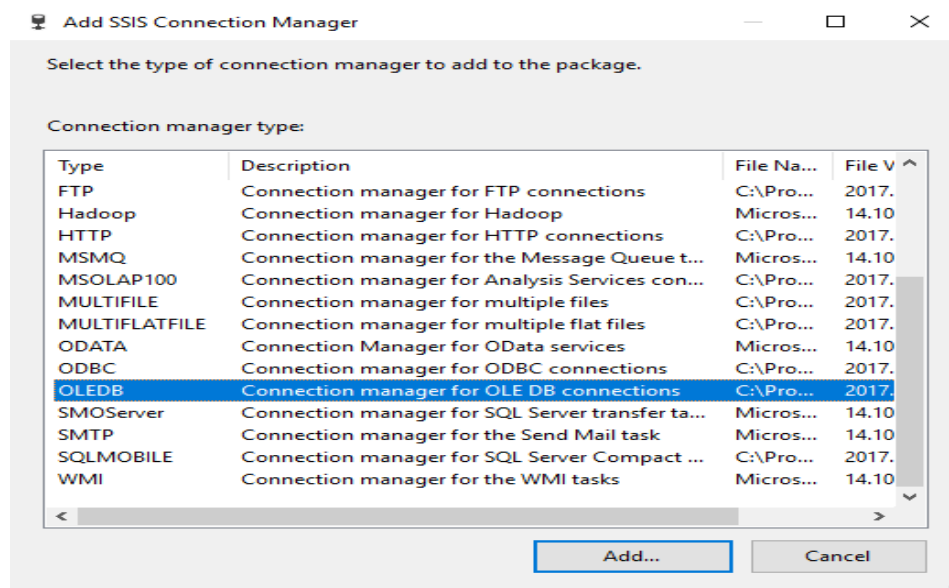 Add SSIS Connection Manager
Select the type of connection manager to add to the package.
Connection manager type:
Type Description File Na... File V
FTP Connection manager for FTP connections C:\Pro... 2017.
Hadoop Connection manager for Hadoop Micros... 14.10
HTTP Connection manager for HTTP connections C:\Pro... 2017.
MSMQ Connection manager for the Message Queue t... Micros... 14.10
MSOLAP100 Connection manager for Analysis Services con... C:\Pro... 2017.
MULTIFILE Connection manager for multiple files C:\Pro... 2017.
MULTIFLATFILE Connection manager for multiple flat files C:\Pro... 2017.
ODATA Connection Manager for OData services Micros... 14.10
ODBC Connection manager for ODBC connections C:\Pro... 2017.
OLEDB Connection manager for OLE DB connections C:\Pro... 2017.
SMOServer Connection manager for SQL Server transfer ta... Micros... 14.10
SMTP Connection manager for the Send Mail task Micros... 14.10
SQLMOBILE Connection manager for SQL Server Compact ... C:\Pro... 2017.
WMI Connection manager for the WMI tasks Micros... 14.10
Add... Cancel